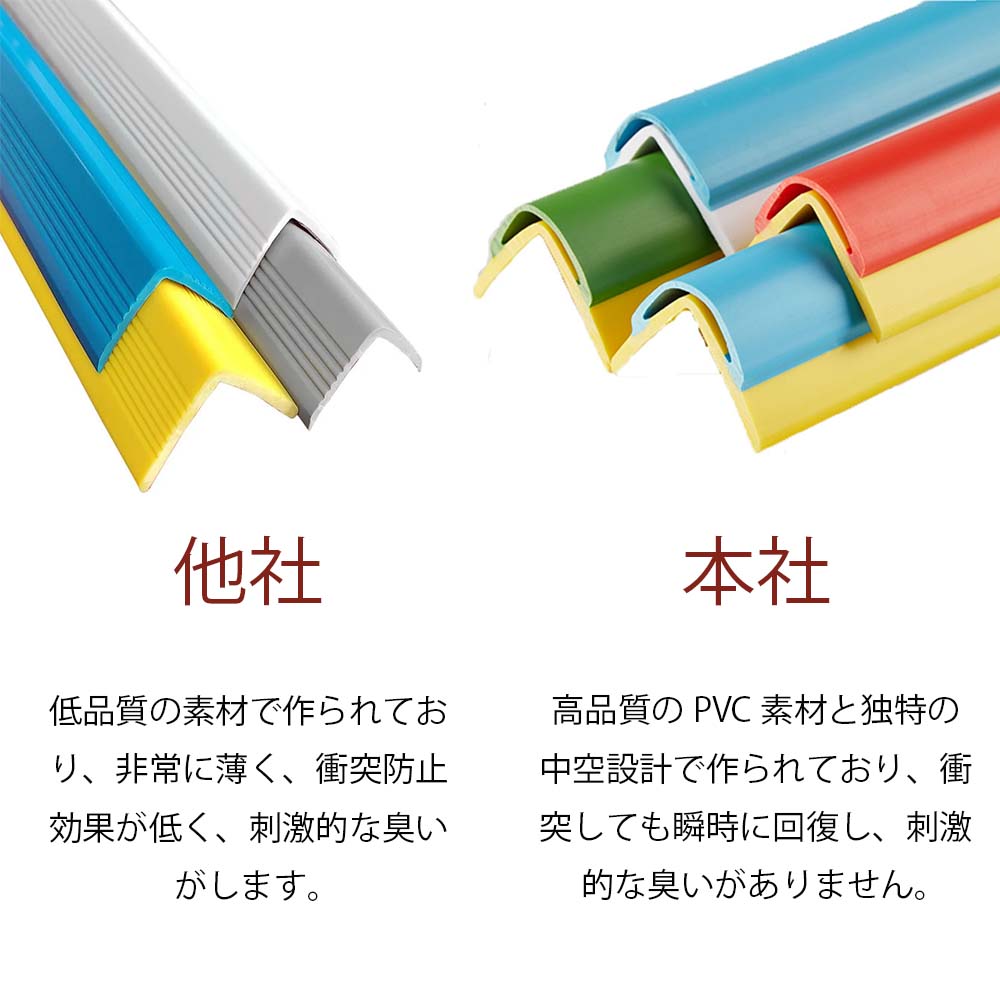 他社
低品質の素材で作られてお
り、非常に薄く、衝突防止
効果が低く、刺激的な臭い
がします。
本社
高品質の PVC 素材と独特の
中空設計で作られており、衝
突しても瞬時に回復し、刺激
的な臭いがありません。